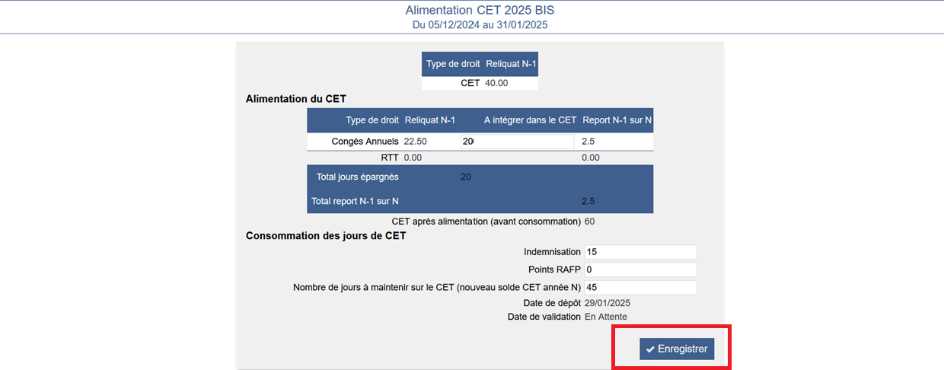 Alimentation CET 2025 BIS
Du 05/12/2024 au 31/01/2025
Type de droit Reliquat N-1
CET 40.00
Alimentation du CET
Type de droit Reliquat N-1 A intégrer dans le CET Report N-1 sur N
Congés Annuels 22.50 20 2.5
RTT 0.00 0.00
Total jours épargnés 20
Total report N-1 sur N 2.5
CET après alimentation (avant consommation) 60
Consommation des jours de CET
Indemnisation 15
Points RAFP 0
Nombre de jours à maintenir sur le CET (nouveau solde CET année N) 45
Date de dépôt 29/01/2025
Date de validation En Attente
Enregistrer